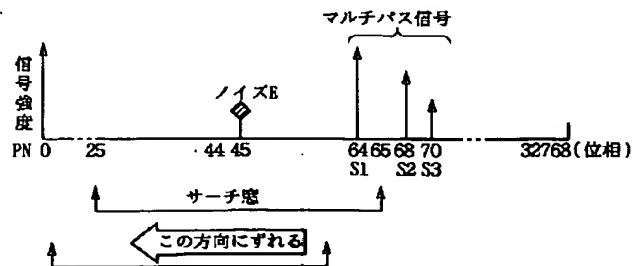 マルチパス信号
信号強度
ノイズE
PN 0 25 44 45 64 65 68 70 32768(位相)
S1 S2 S3
サーチ窓
この方向にずれる